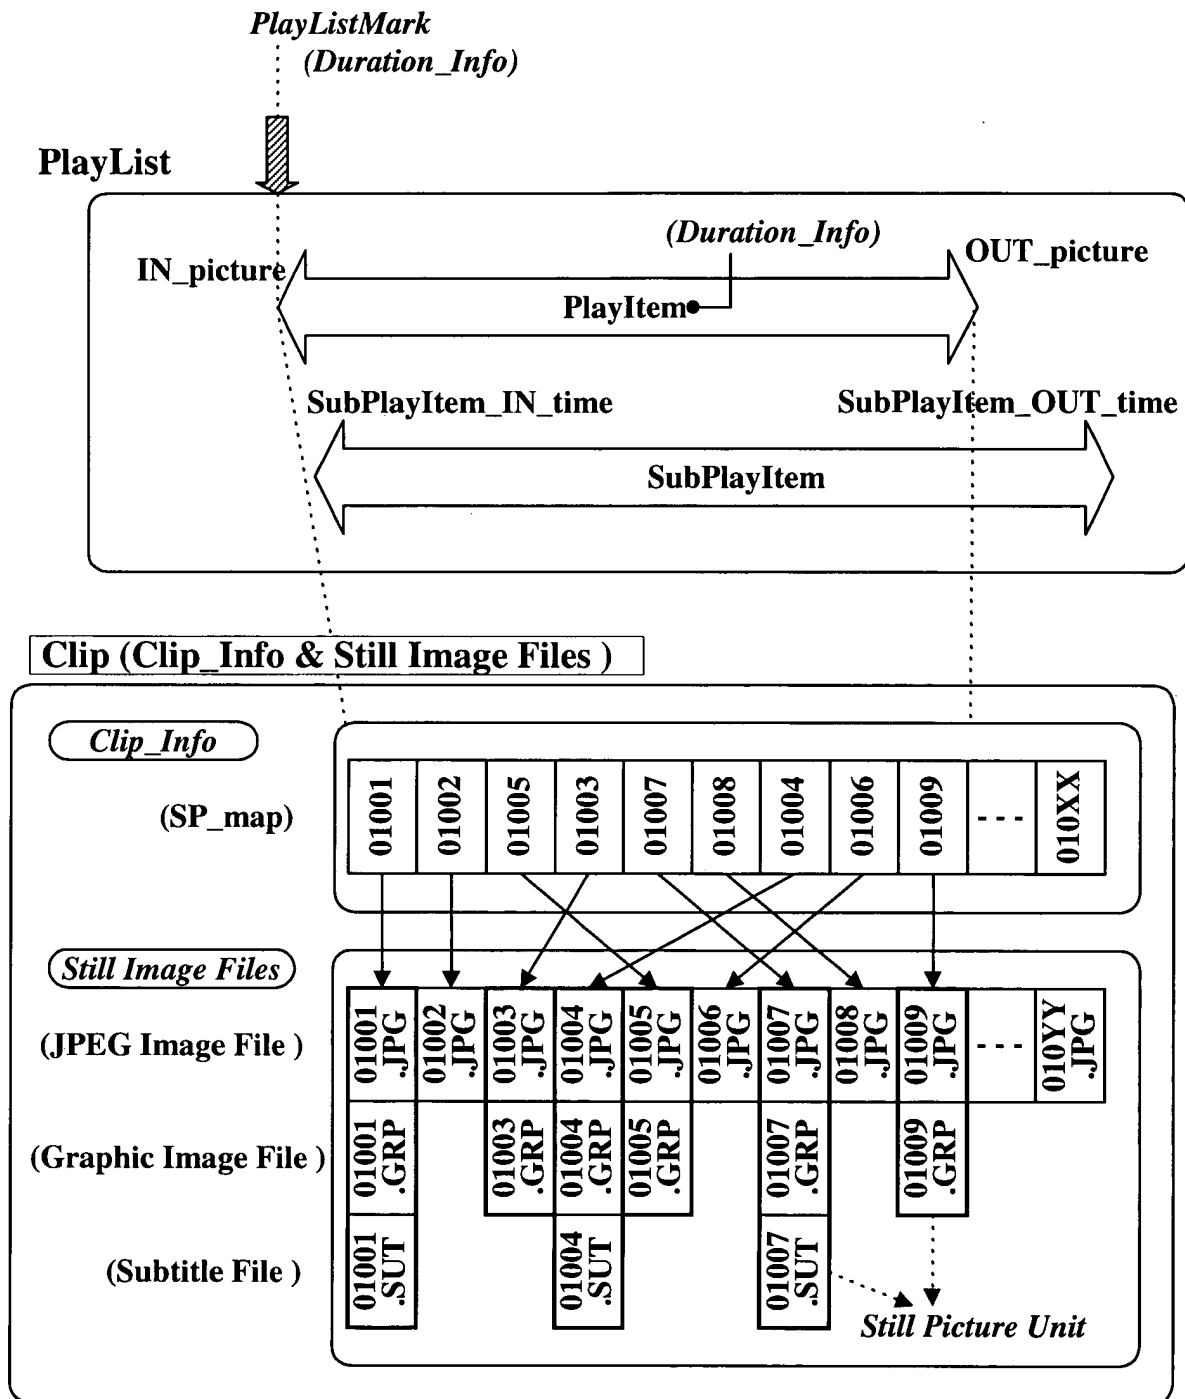 PlayListMark
(Duration_Info)
PlayList
(Duration_Info)
IN_picture
OUT_picture
PlayItem
SubPlayItem_IN_time
SubPlayItem_OUT_time
SubPlayItem
Clip (Clip_Info & Still Image Files )
Clip_Info
(SP_map)
01001
01002
01005
01003
01007
01008
01004
01006
01009
- - -
010XX
Still Image Files
(JPEG Image File )
01001
.JPG
01002
.JPG
01003
.JPG
01004
.JPG
01005
.JPG
01006
.JPG
01007
.JPG
01008
.JPG
01009
.JPG
- - -
010YY
.JPG
(Graphic Image File )
01001
.GRP
01003
.GRP
01004
.GRP
01005
.GRP
01007
.GRP
01009
.GRP
(Subtitle File )
01001
.SUT
01004
.SUT
01007
.SUT
Still Picture Unit